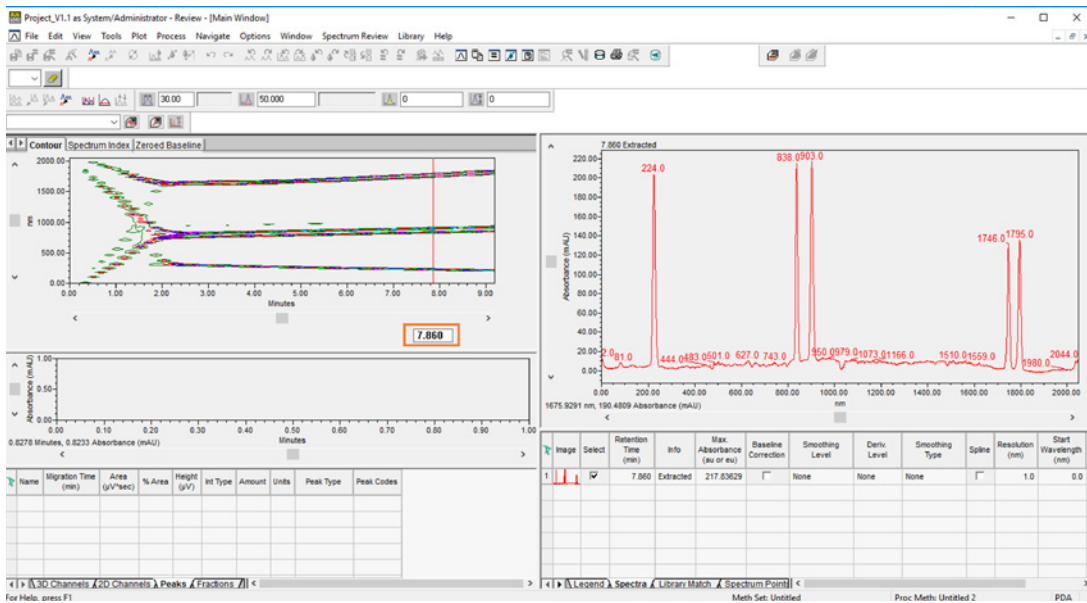 Project_V1.1 as System/Administrator - Review - [Main Window]
File Edit View Tools Plot Process Navigate Options Window Spectrum Review Library Help
30.00 50.000 0 0
Contour Spectrum Index Zeroed Baseline
2000.00
1500.00
1000.00
500.00
0.00
nm
0.00 1.00 2.00 3.00 4.00 5.00 6.00 7.00 8.00 9.00
Minutes
7.860
1.00
0.50
0.00
Absorbance (mAU)
0.00 0.10 0.20 0.30 0.40 0.50 0.60 0.70 0.80 0.90 1.00
Minutes
0.8278 Minutes, 0.8233 Absorbance (mAU)
Name Migration Time (min) Area (µV*sec) % Area Height (µV) Int Type Amount Units Peak Type Peak Codes
3D Channels 2D Channels Peaks Fractions
7.860 Extracted
220.00
200.00
180.00
160.00
140.00
120.00
100.00
80.00
60.00
40.00
20.00
0.00
Absorbance (mAU)
224.0 838.0 903.0
1746.0 1795.0
2.0 81.0 444.0 483.0 501.0 627.0 743.0 950.0 979.0 1073.0 1166.0 1510.0 1559.0 1980.0 2044.0
0.00 200.00 400.00 600.00 800.00 1000.00 1200.00 1400.00 1600.00 1800.00 2000.00
nm
1675.9291 nm, 190.4809 Absorbance (mAU)
Image Select Retention Time (min) Info Max. Absorbance (au or eu) Baseline Correction Smoothing Level Deriv. Level Smoothing Type Spline Resolution (nm) Start Wavelength (nm)
1 7.860 Extracted 217.83629 None None None 1.0 0.0
Legend Spectra Library Match Spectrum Points
For Help, press F1
Meth Set: Untitled Proc Meth: Untitled 2 PDA